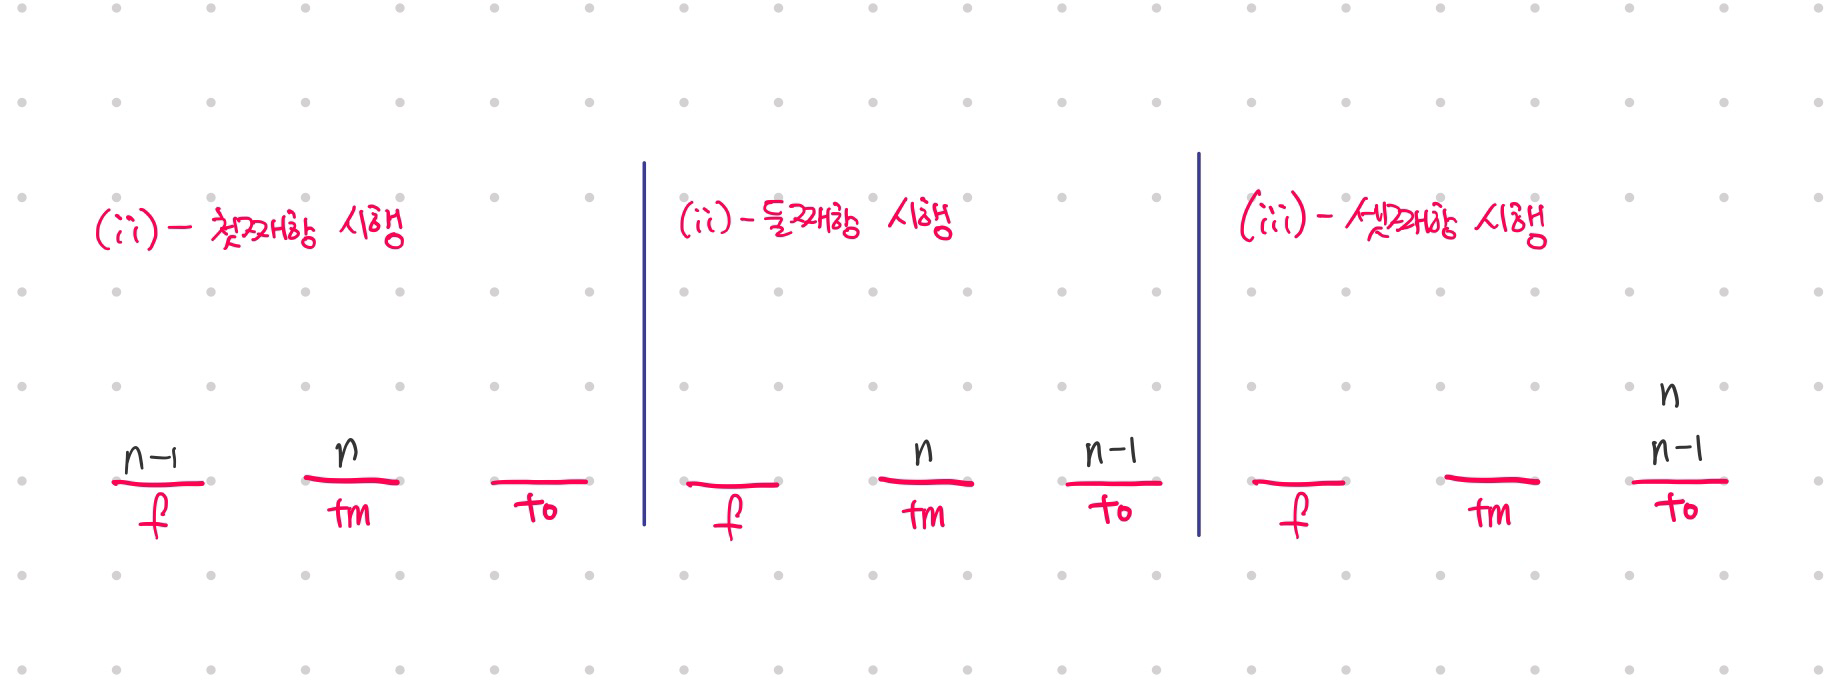 (ii) - 첫째항 시행
n-1 n
f tm to
(ii) - 둘째항 시행
n n-1
f tm to
(iii) - 셋째항 시행
n
n-1
f tm to